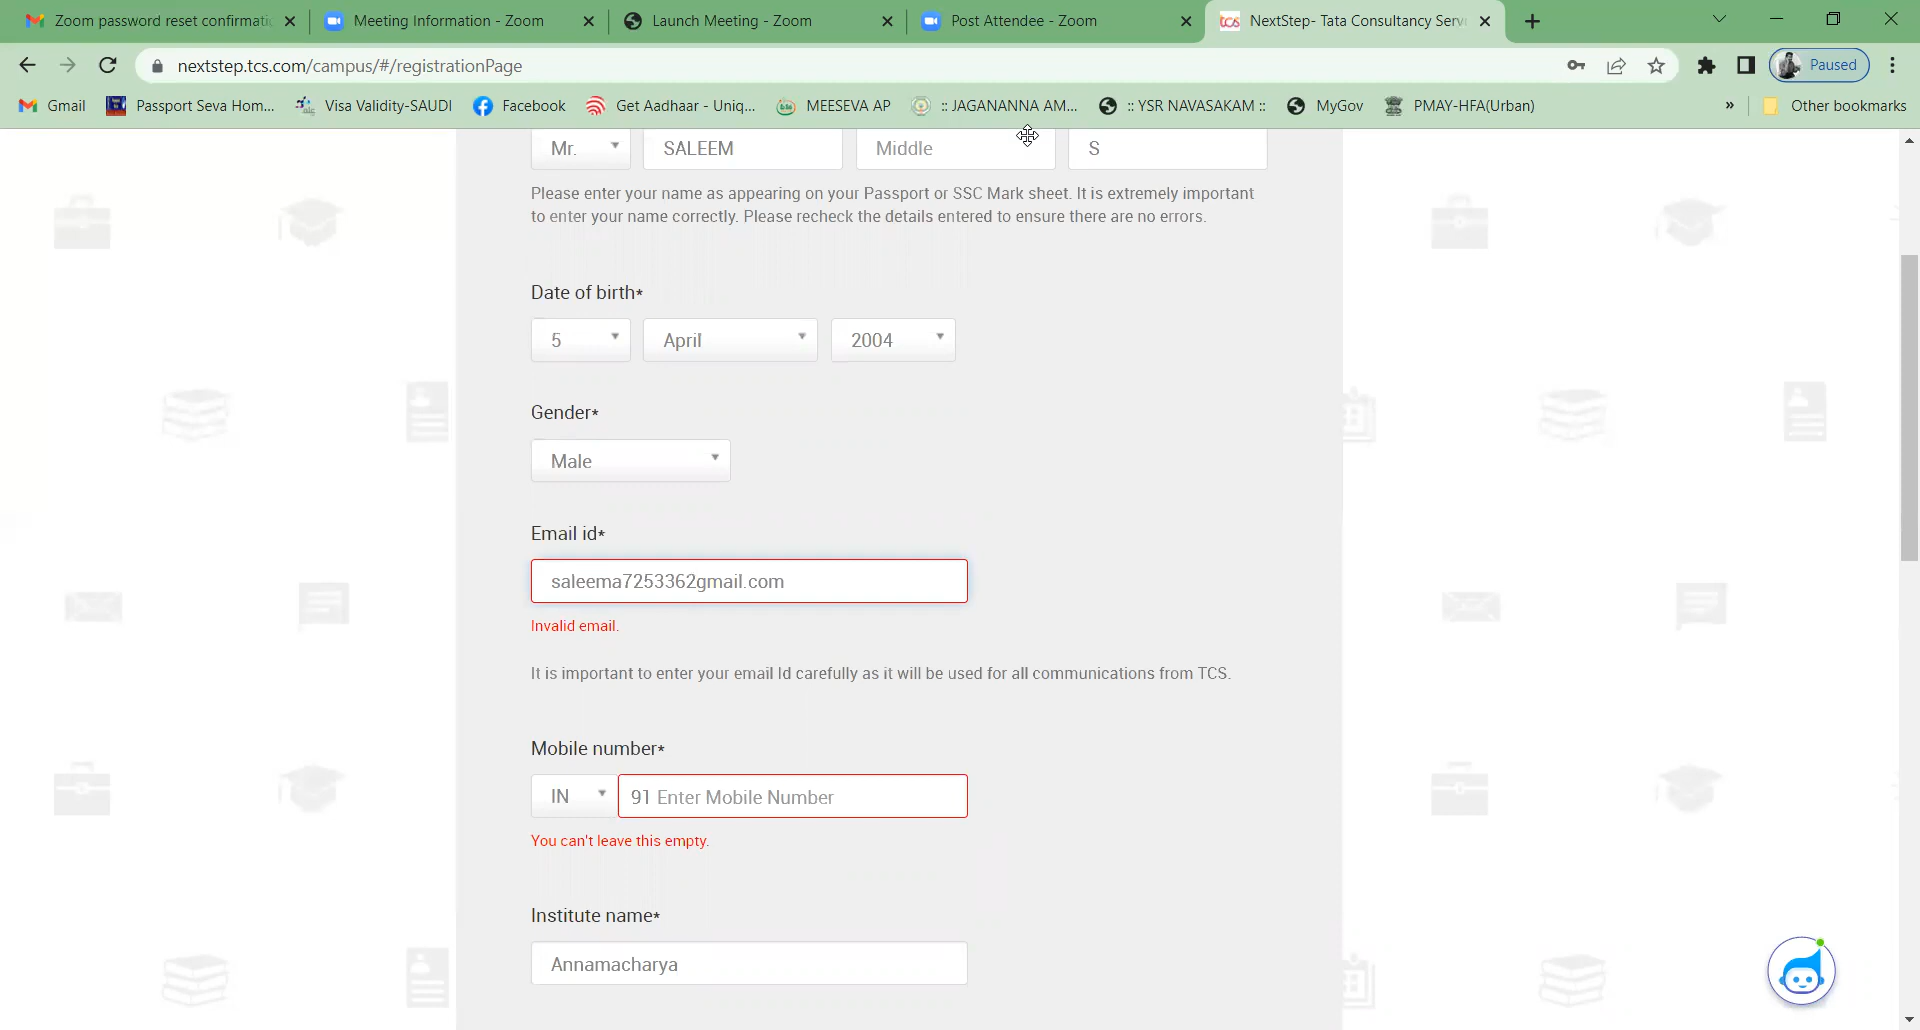 Zoom password reset confirmati
Meeting Information - Zoom
Launch Meeting - Zoom
Post Attendee - Zoom
tcs NextStep- Tata Consultancy Serv
nextstep.tcs.com/campus/#/registrationPage
Paused
Gmail
Passport Seva Hom...
Visa Validity-SAUDI
Facebook
Get Aadhaar - Uniq...
MEESEVA AP
:: JAGANANNA AM...
:: YSR NAVASAKAM ::
MyGov
PMAY-HFA(Urban)
»
Other bookmarks
Mr. SALEEM Middle S
Please enter your name as appearing on your Passport or SSC Mark sheet. It is extremely important
to enter your name correctly. Please recheck the details entered to ensure there are no errors.
Date of birth*
5 April 2004
Gender*
Male
Email id*
saleema7253362gmail.com
Invalid email.
It is important to enter your email Id carefully as it will be used for all communications from TCS.
Mobile number*
IN 91 Enter Mobile Number
You can't leave this empty.
Institute name*
Annamacharya